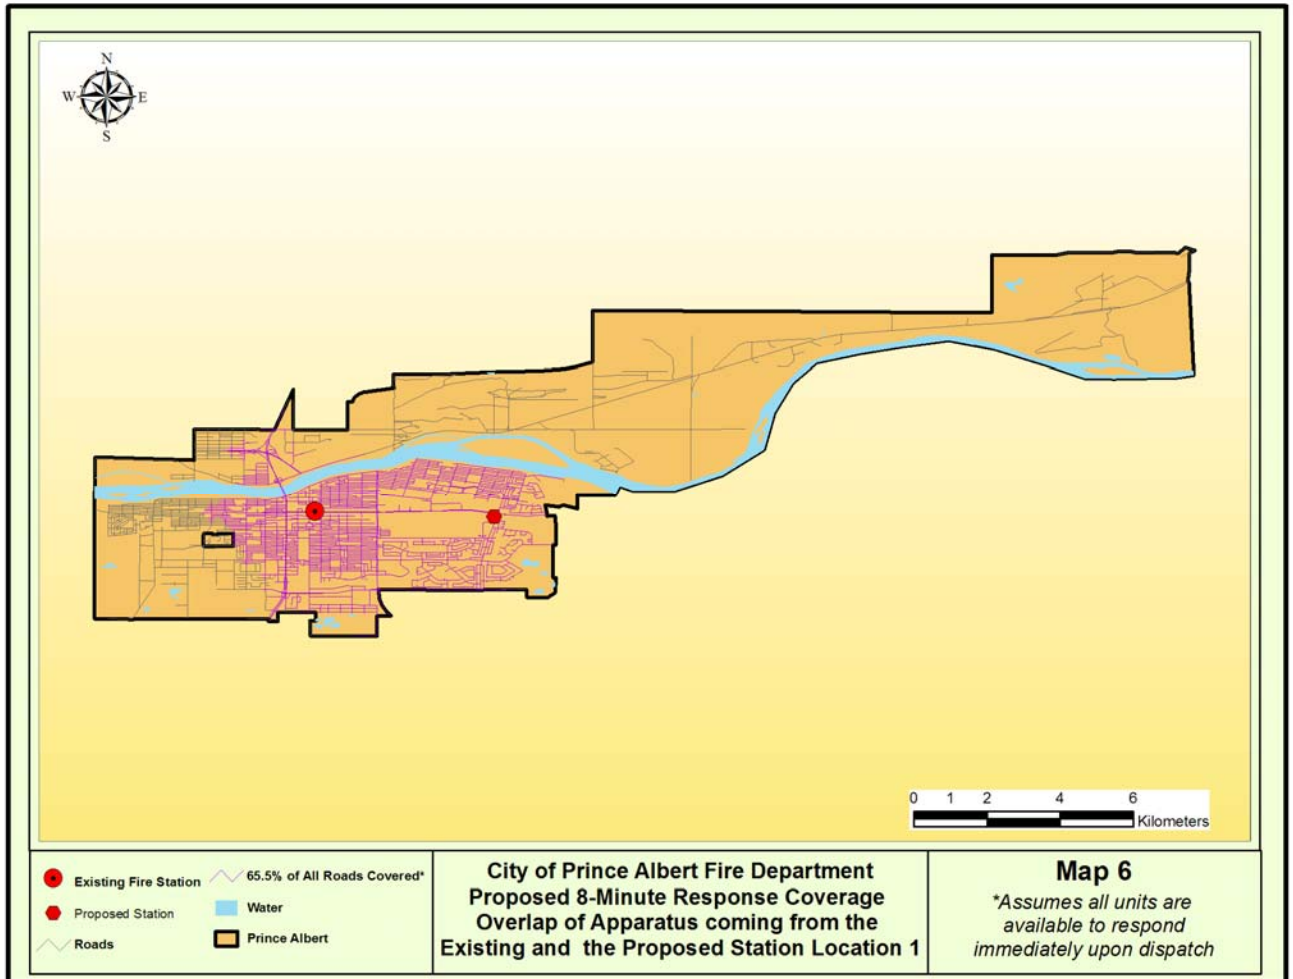 N
W E
S
0 1 2 4 6
Kilometers
Existing Fire Station
Proposed Station
Roads
65.5% of All Roads Covered*
Water
Prince Albert
City of Prince Albert Fire Department
Proposed 8-Minute Response Coverage
Overlap of Apparatus coming from the
Existing and the Proposed Station Location 1
Map 6
*Assumes all units are
available to respond
immediately upon dispatch